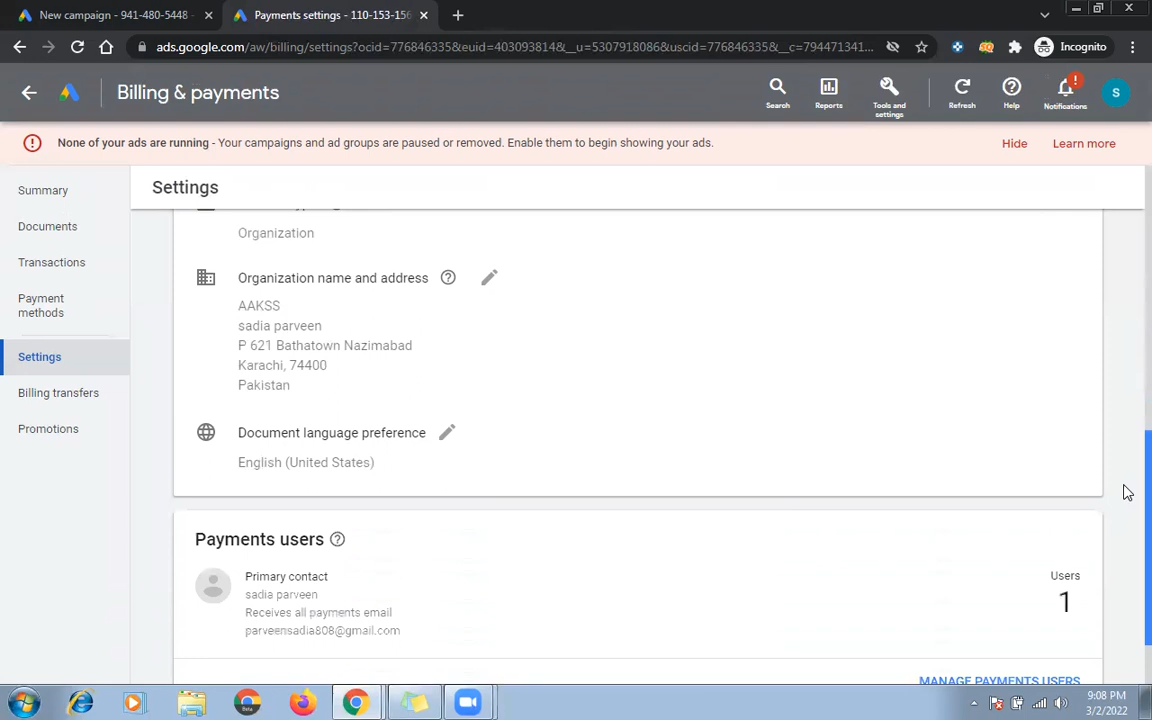 New campaign - 941-480-5448
Payments settings - 110-153-156
ads.google.com/aw/billing/settings?ocid=776846335&euid=403093814&__u=5307918086&uscid=776846335&__c=794471341...
Incognito
Billing & payments
Search
Reports
Tools and
settings
Refresh
Help
Notifications
S
None of your ads are running - Your campaigns and ad groups are paused or removed. Enable them to begin showing your ads.
Hide
Learn more
Summary
Documents
Transactions
Payment
methods
Settings
Billing transfers
Promotions
Settings
Organization
Organization name and address
AAKSS
sadia parveen
P 621 Bathatown Nazimabad
Karachi, 74400
Pakistan
Document language preference
English (United States)
Payments users
Primary contact
sadia parveen
Receives all payments email
parveensadia808@gmail.com
Users
1
MANAGE PAYMENTS USERS
9:08 PM
3/2/2022